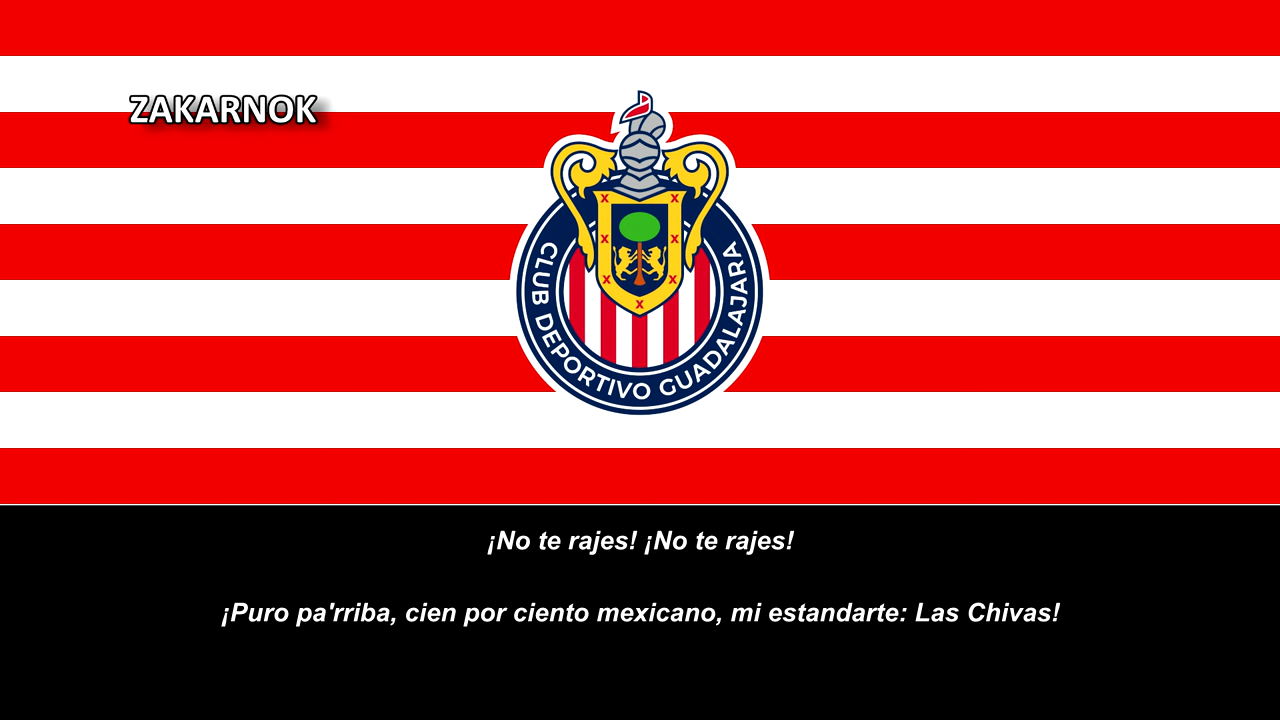 ZAKARNOK
CLUB DEPORTIVO GUADALAJARA
¡No te rajes! ¡No te rajes!
¡Puro pa'rriba, cien por ciento mexicano, mi estandarte: Las Chivas!